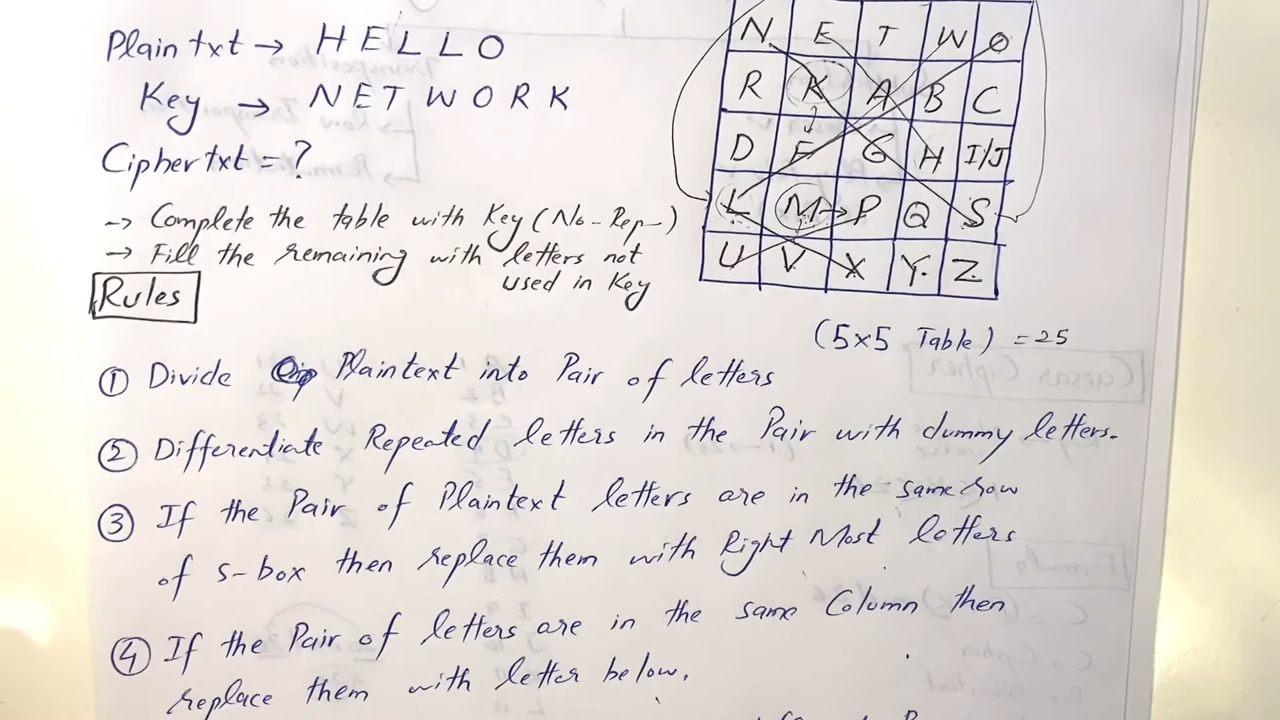 Plain txt → H E L L O
Key → N E T W O R K
Cipher txt = ?
→ Complete the table with Key (No-Rep-)
→ Fill the remaining with letters not
used in Key
N E T W O
R K A B C
D F G H I/J
L M → P Q S
U V X Y. Z
(5×5 Table) = 25
Rules
① Divide Plaintext into Pair of letters
② Differentiate Repeated letters in the Pair with dummy letters.
③ If the Pair of Plaintext letters are in the same row
of S-box then replace them with Right Most letters
④ If the Pair of letters are in the same Column then
replace them with letter below.